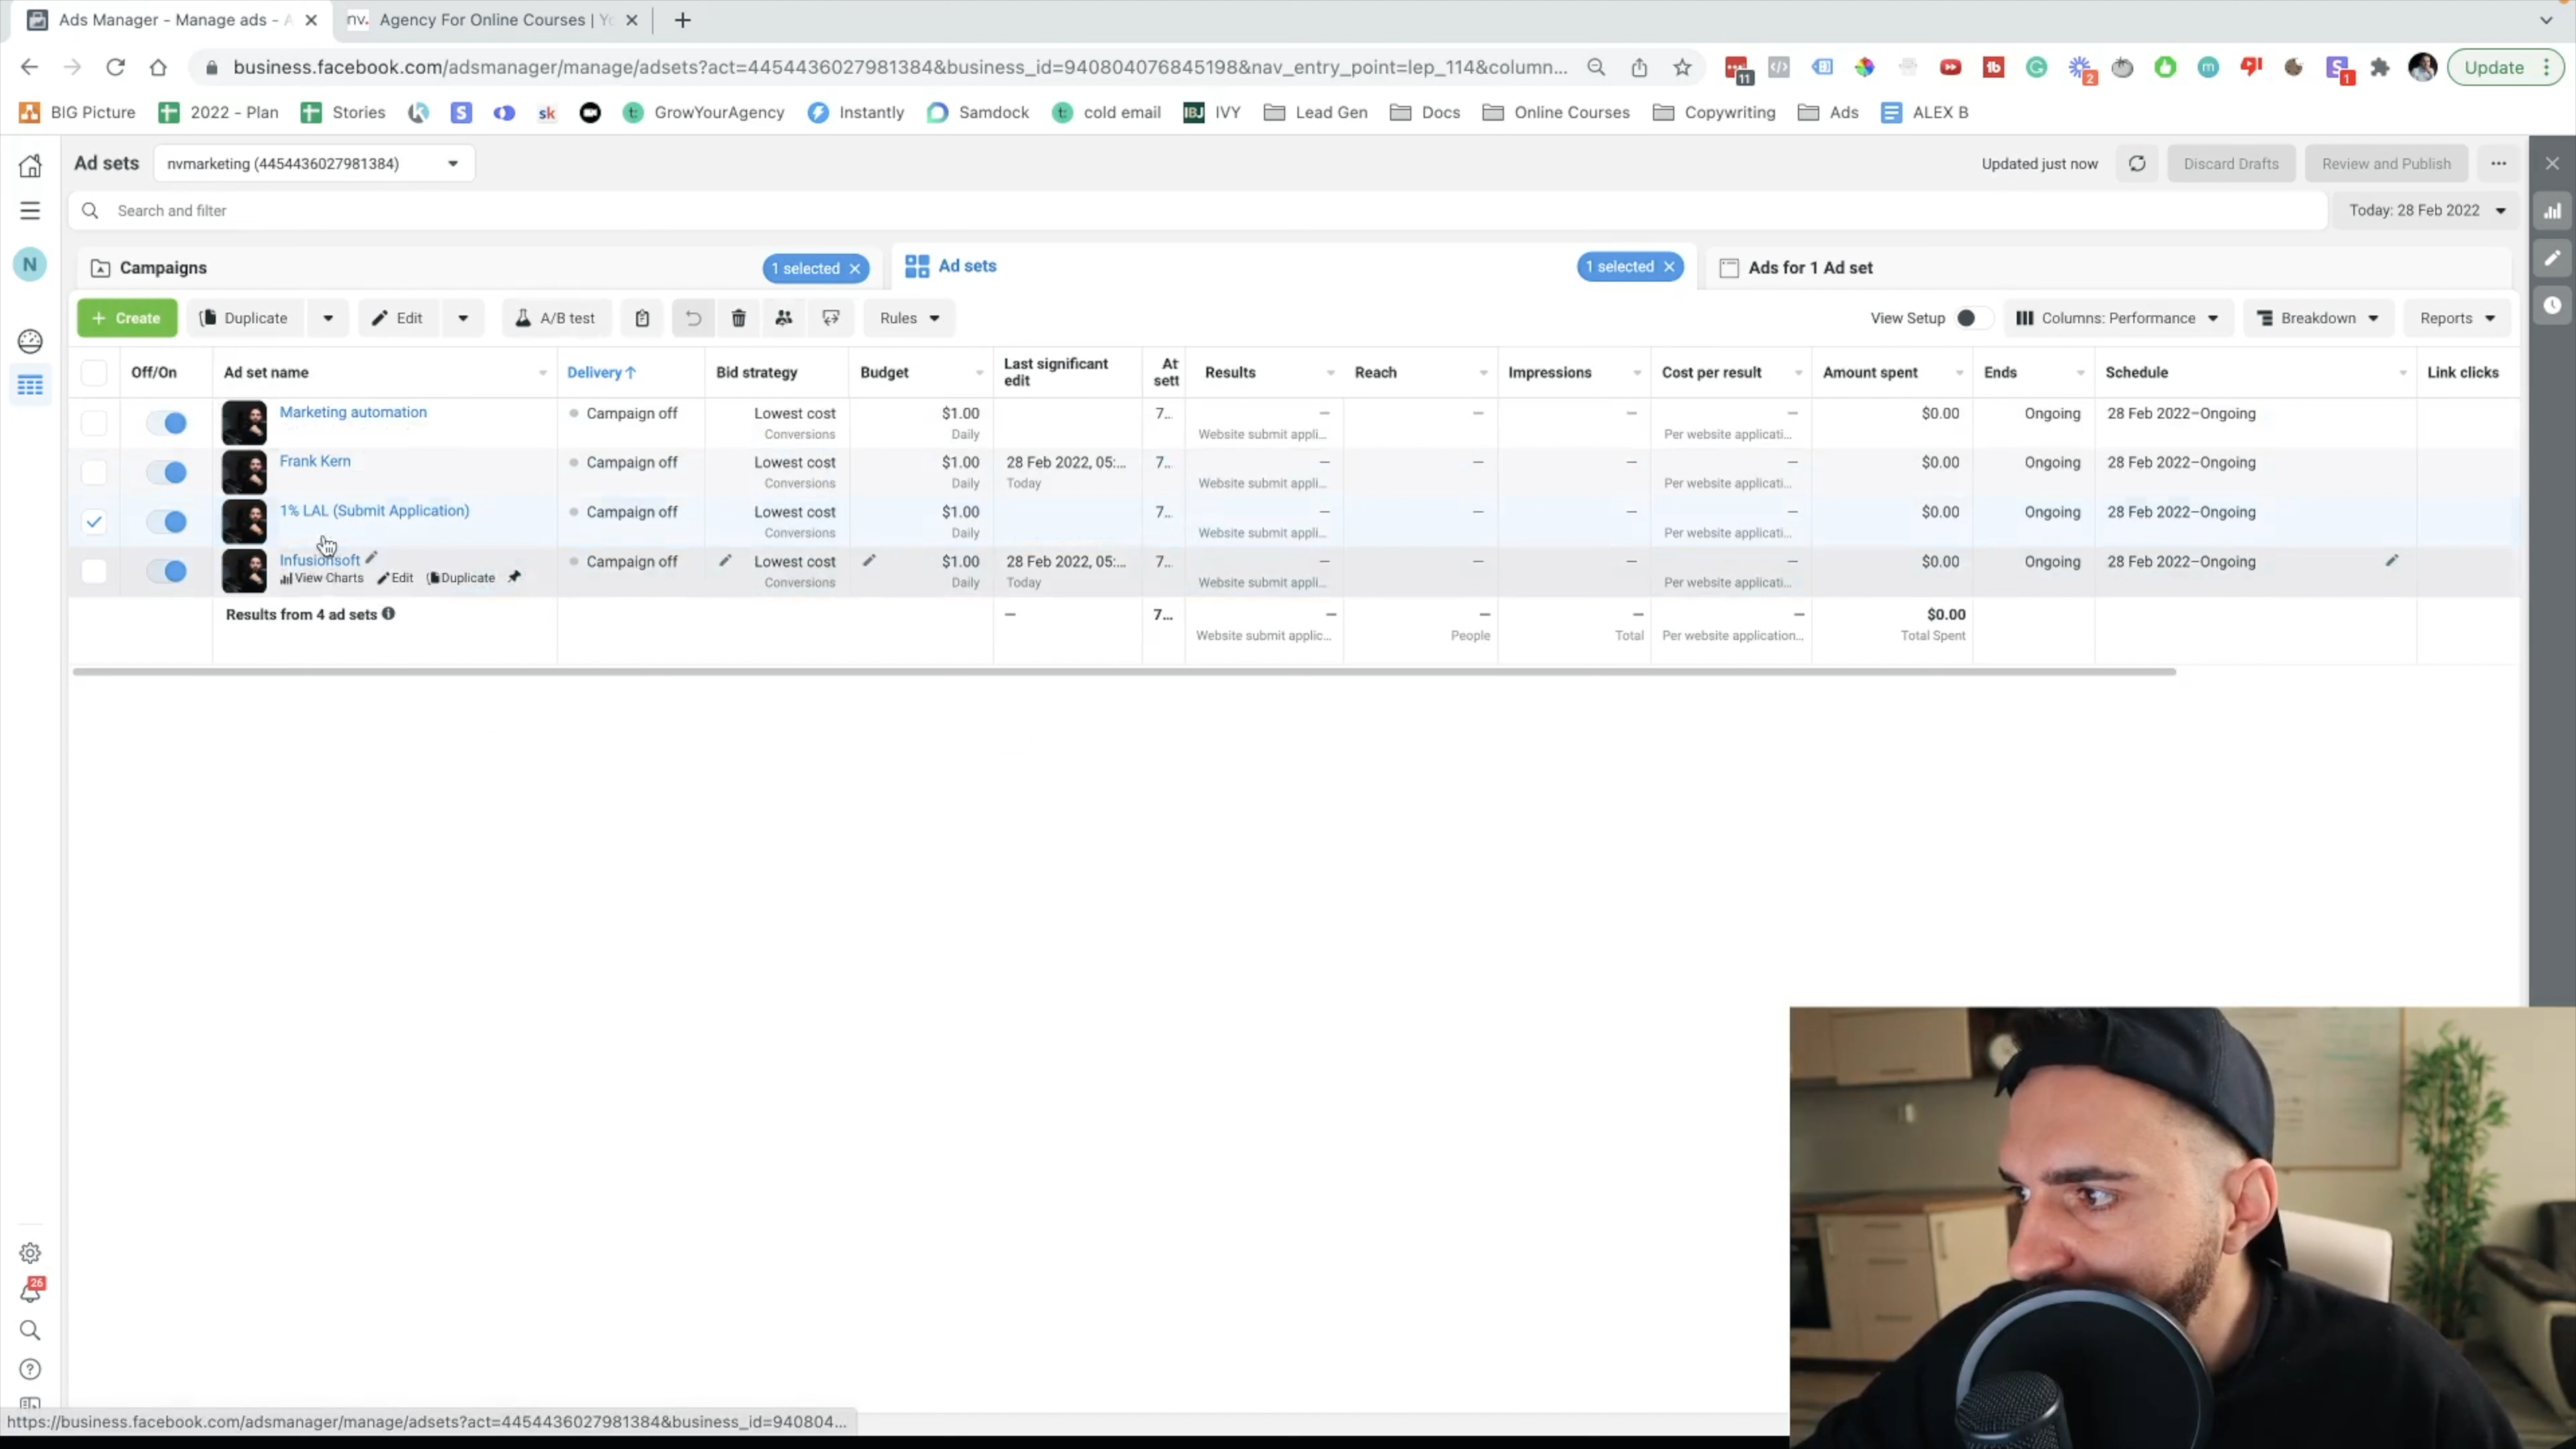 Ads Manager - Manage ads - A
nv. Agency For Online Courses | Yo
business.facebook.com/adsmanager/manage/adsets?act=4454436027981384&business_id=940804076845198&nav_entry_point=lep_114&column...
11
2
1
Update
BIG Picture
2022 - Plan
Stories
S
sk
GrowYourAgency
Instantly
Samdock
cold email
IBJ IVY
Lead Gen
Docs
Online Courses
Copywriting
Ads
ALEX B
Ad sets
nvmarketing (4454436027981384)
Updated just now
Discard Drafts
Review and Publish
Search and filter
Today: 28 Feb 2022
N
Campaigns
1 selected
Ad sets
1 selected
Ads for 1 Ad set
+ Create
Duplicate
Edit
A/B test
Rules
View Setup
Columns: Performance
Breakdown
Reports
Off/On
Ad set name
Delivery ↑
Bid strategy
Budget
Last significant edit
At sett
Results
Reach
Impressions
Cost per result
Amount spent
Ends
Schedule
Link clicks
Marketing automation Campaign off Lowest cost $1.00 7... — — — — $0.00 Ongoing 28 Feb 2022–Ongoing
Conversions Daily Website submit appli... Per website applicati...
Frank Kern Campaign off Lowest cost $1.00 28 Feb 2022, 05:... 7... — — — — $0.00 Ongoing 28 Feb 2022–Ongoing
Conversions Daily Today Website submit appli... Per website applicati...
1% LAL (Submit Application) Campaign off Lowest cost $1.00 7... — — — — $0.00 Ongoing 28 Feb 2022–Ongoing
Conversions Daily Website submit appli... Per website applicati...
Infusionsoft Campaign off Lowest cost $1.00 28 Feb 2022, 05:... 7... — — — — $0.00 Ongoing 28 Feb 2022–Ongoing
View Charts Edit Duplicate Conversions Daily Today Website submit appli... Per website applicati...
Results from 4 ad sets — 7... — — — — $0.00
Website submit applic... People Total Per website application... Total Spent
26
https://business.facebook.com/adsmanager/manage/adsets?act=4454436027981384&business_id=940804...